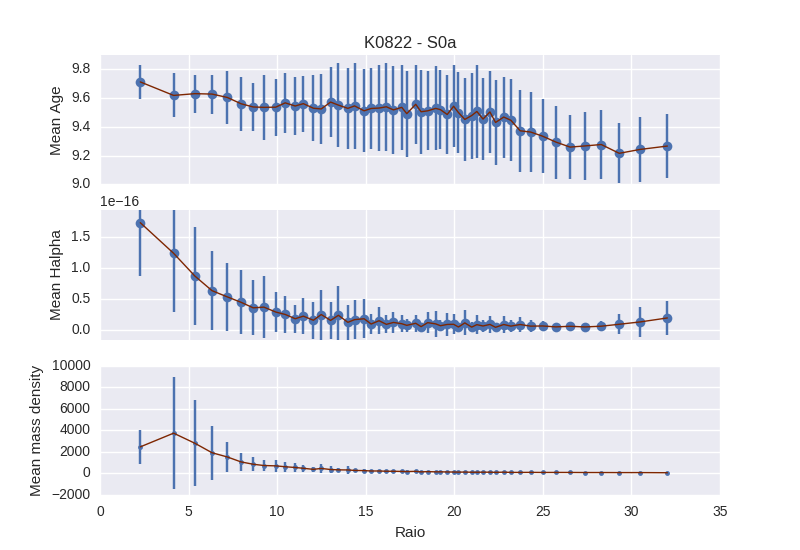 K0822 - S0a
Mean Age
9.8
9.6
9.4
9.2
9.0
1e−16
Mean Halpha
1.5
1.0
0.5
0.0
Mean mass density
10000
8000
6000
4000
2000
0
−2000
0 5 10 15 20 25 30 35
Raio